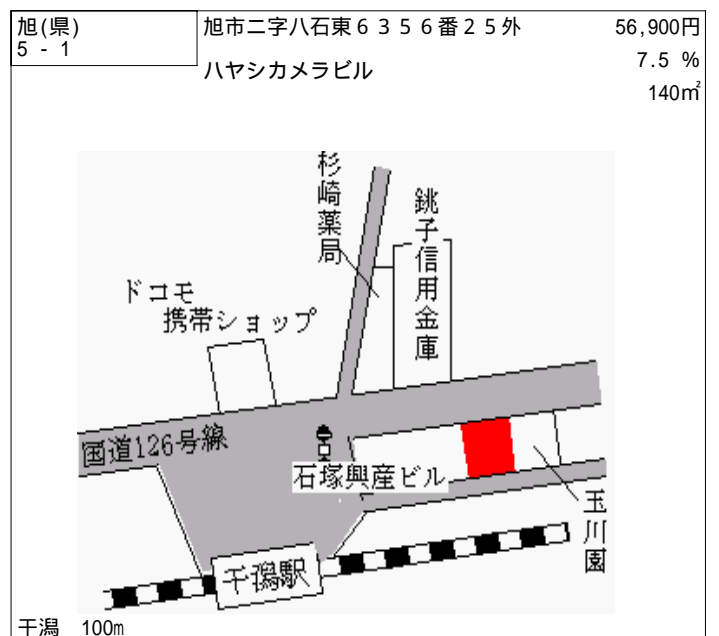 旭(県)
5 - 1
旭市ニ字八石東6356番25外
ハヤシカメラビル
56,900円
7.5 %
140㎡
杉崎薬局
銚子信用金庫
ドコモ
携帯ショップ
国道126号線
石塚興産ビル
玉川園
干潟駅
干潟 100m